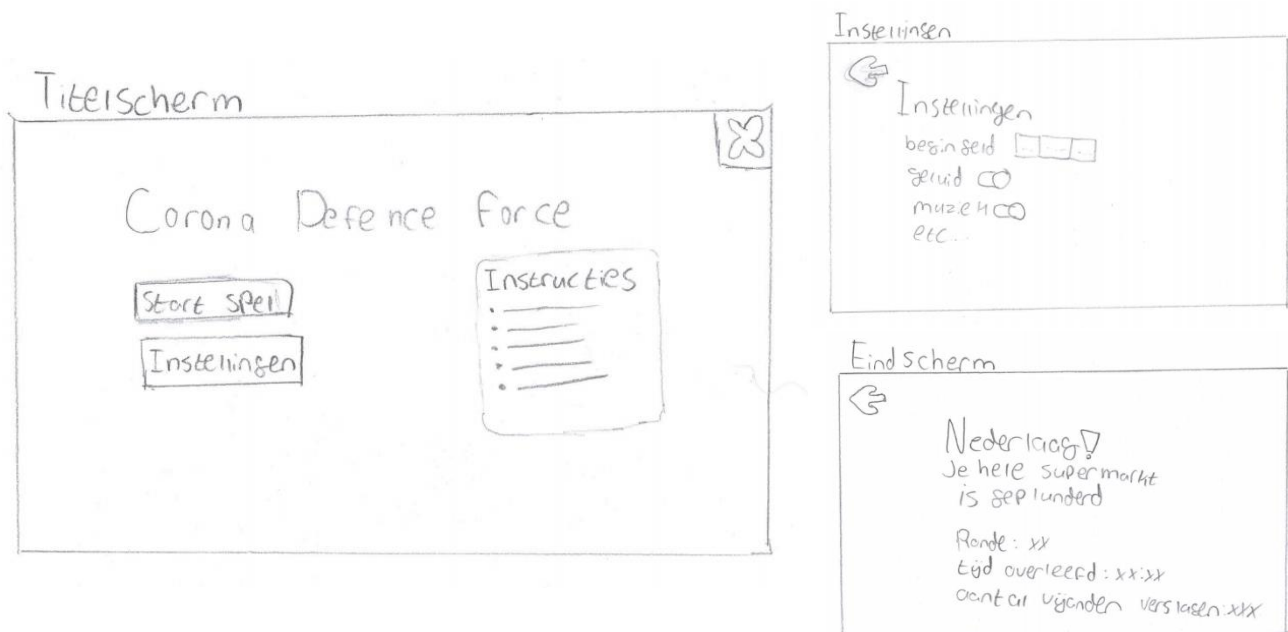 Titelscherm
Corona Defence Force
Start spel
Instellingen
Instructies
Instellingen
Instellingen
begingeld
geluid
muziek
etc...
Eindscherm
Nederlaag!
Je hele supermarkt
is geplunderd
Ronde: xx
tijd overleefd: xx:xx
aantal vijanden verslagen: xxx